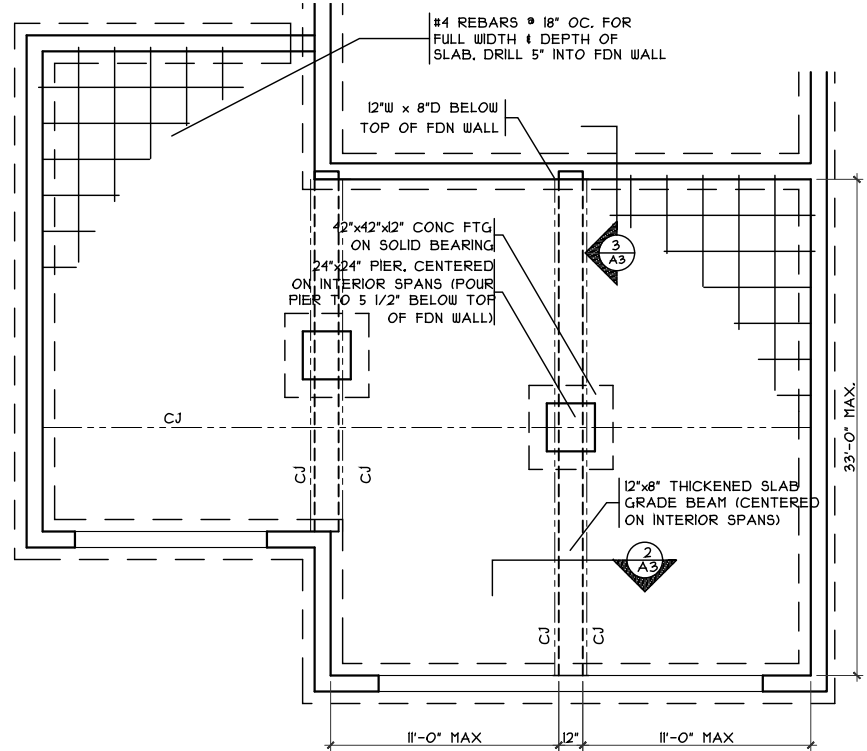 #4 REBARS @ 18" OC. FOR
FULL WIDTH & DEPTH OF
SLAB. DRILL 5" INTO FDN WALL
12"W x 8"D BELOW
TOP OF FDN WALL
42"x42"x12" CONC FTG
ON SOLID BEARING
24"x24" PIER, CENTERED
ON INTERIOR SPANS (POUR
PIER TO 5 1/2" BELOW TOP
OF FDN WALL)
3
A3
CJ
CJ
CJ
33'-0" MAX.
12"x8" THICKENED SLAB
GRADE BEAM (CENTERED
ON INTERIOR SPANS)
2
A3
CJ
CJ
11'-0" MAX
12"
11'-0" MAX